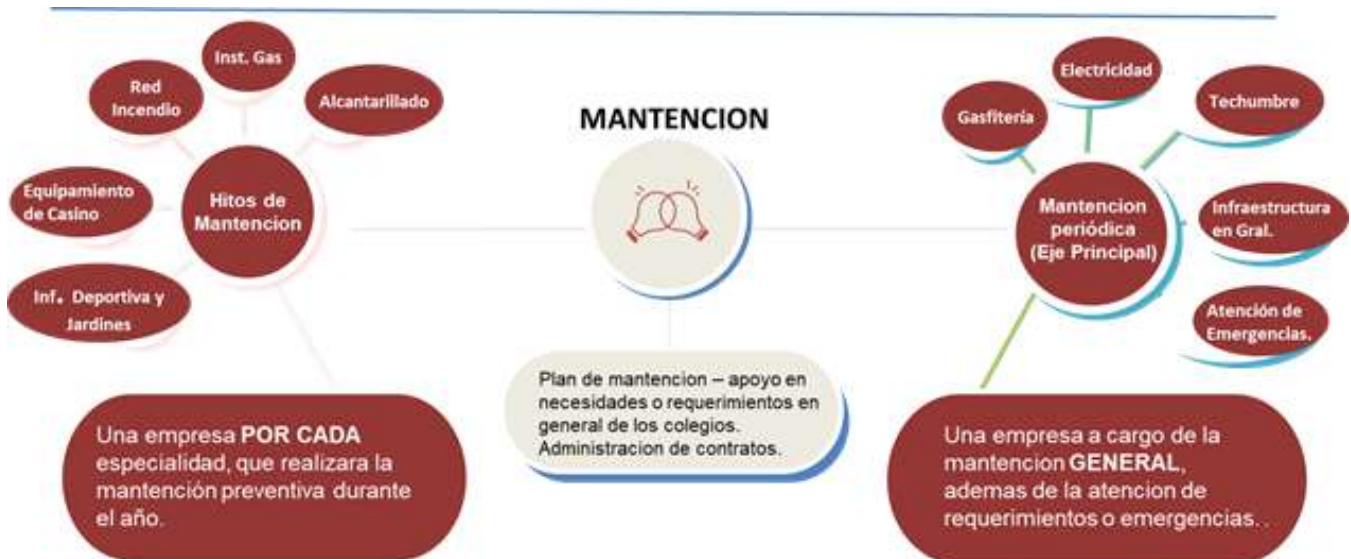 Inst. Gas
Red
Incendio
Alcantarillado
Equipamiento
de Casino
Hitos de
Mantencion
Inf. Deportiva y
Jardines
Una empresa POR CADA
especialidad, que realizara la
mantención preventiva durante
el año.
MANTENCION
Plan de mantencion – apoyo en
necesidades o requerimientos en
general de los colegios.
Administracion de contratos.
Electricidad
Gasfitería
Techumbre
Mantencion
periódica
(Eje Principal)
Infraestructura
en Gral.
Atención de
Emergencias.
Una empresa a cargo de la
mantencion GENERAL,
ademas de la atencion de
requerimientos o emergencias. .